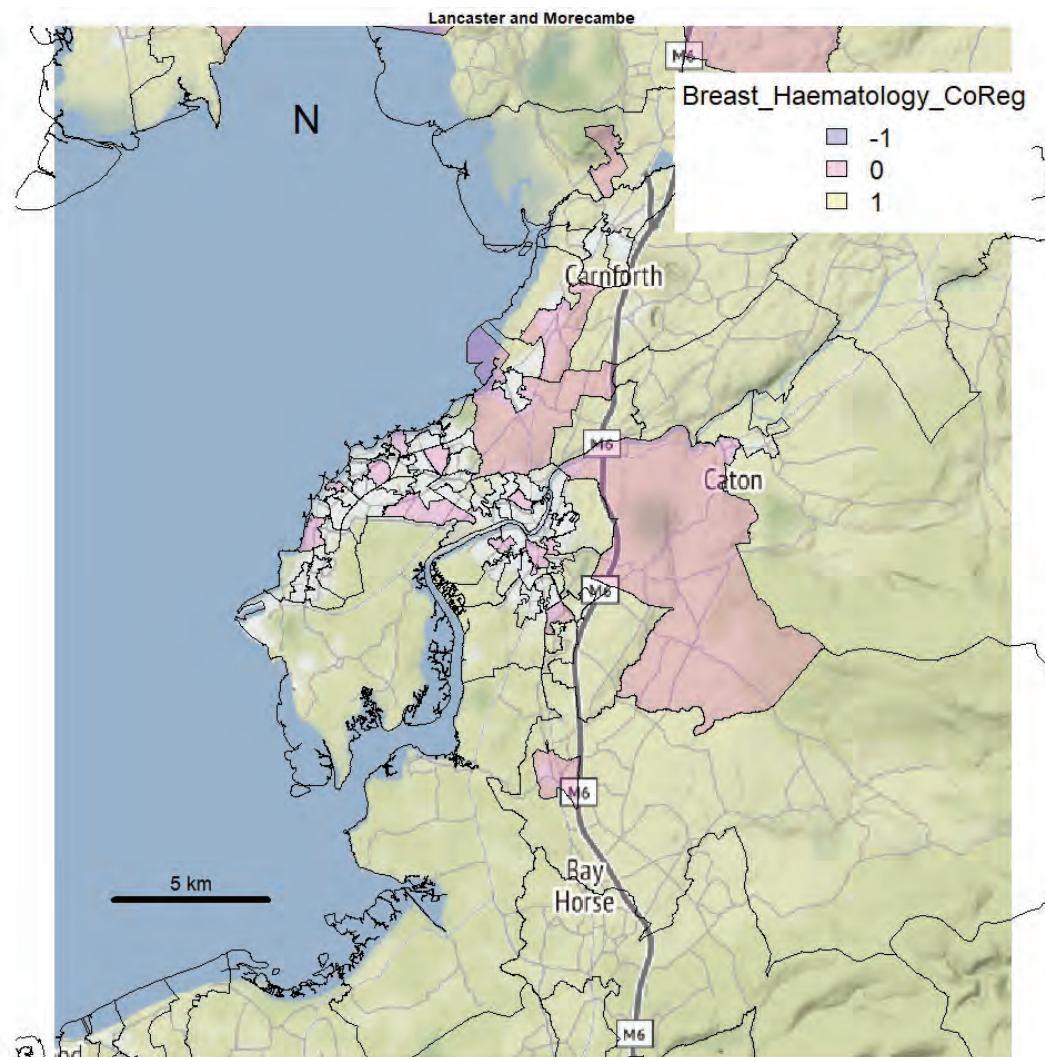 Lancaster and Morecambe
M6
N
Breast_Haematology_CoReg
-1
0
1
Carnforth
M6
Caton
M6
M6
Bay
Horse
5 km
M6